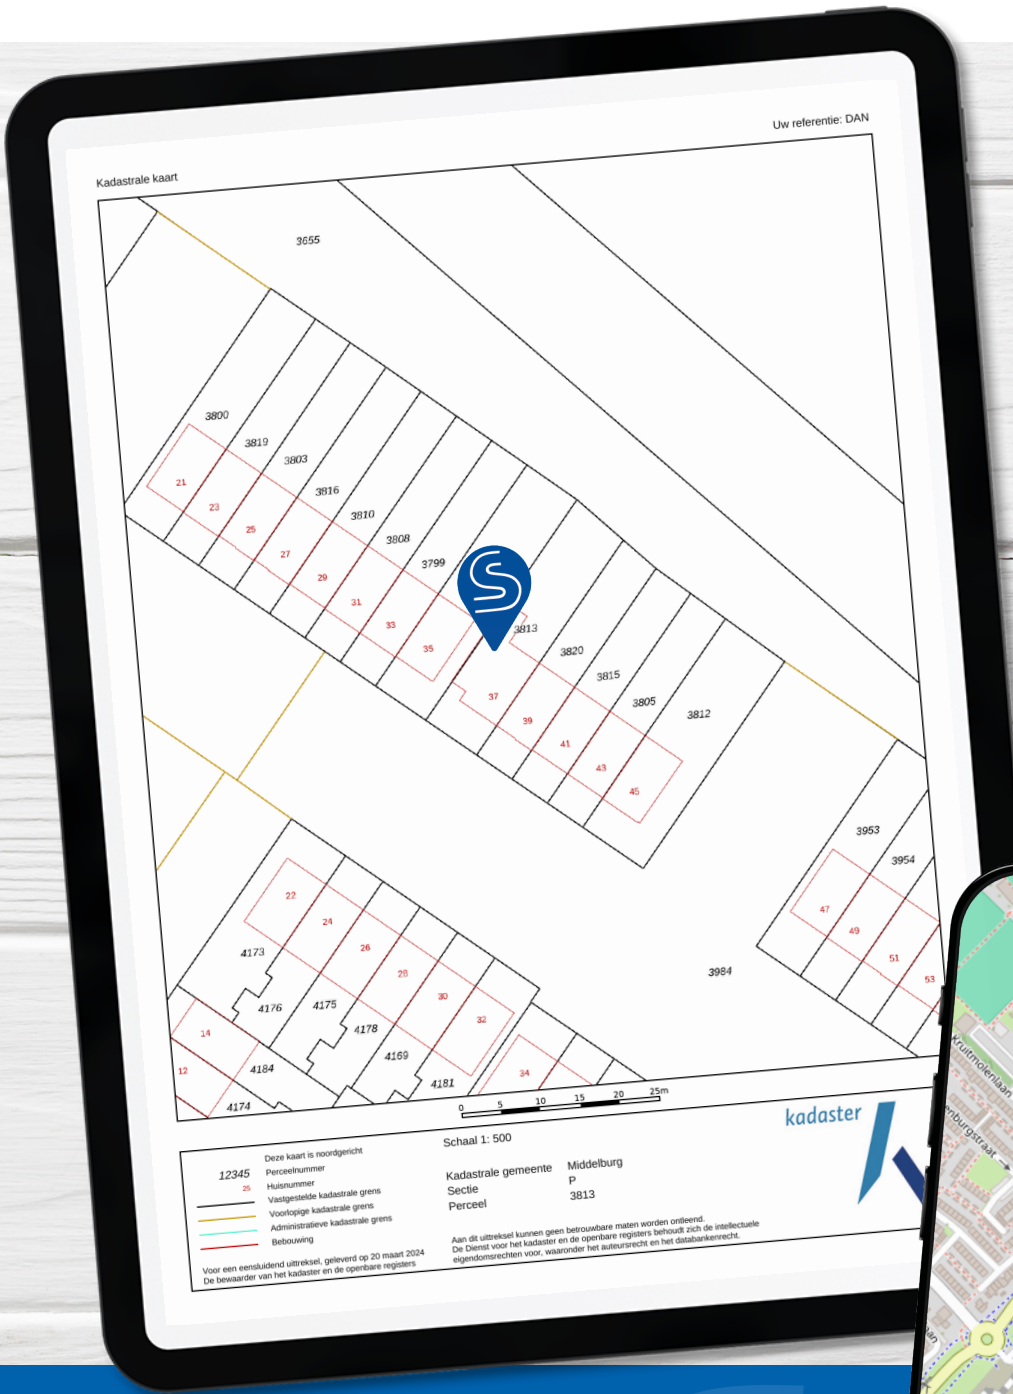 Uw referentie: DAN
Kadastrale kaart
3655
3800
3819
3803
3816
3810
3808
3799
3813
3820
3815
3805
3812
21
23
25
27
29
31
33
35
37
39
41
43
45
3953
3954
47
49
51
53
3984
22
24
26
28
30
32
34
4173
4176
4175
4178
4169
4181
14
12
4184
4174
0 5 10 15 20 25m
Schaal 1: 500
kadaster
Deze kaart is noordgericht
12345 Perceelnummer
25 Huisnummer
Vastgestelde kadastrale grens
Voorlopige kadastrale grens
Administratieve kadastrale grens
Bebouwing
Kadastrale gemeente Middelburg
Sectie P
Perceel 3813
Voor een eensluidend uittreksel, geleverd op 20 maart 2024
De bewaarder van het kadaster en de openbare registers
Aan dit uittreksel kunnen geen betrouwbare maten worden ontleend.
De Dienst voor het kadaster en de openbare registers behoudt zich de intellectuele
eigendomsrechten voor, waaronder het auteursrecht en het databankenrecht.
Kruitmolenlaan
enburgstraat